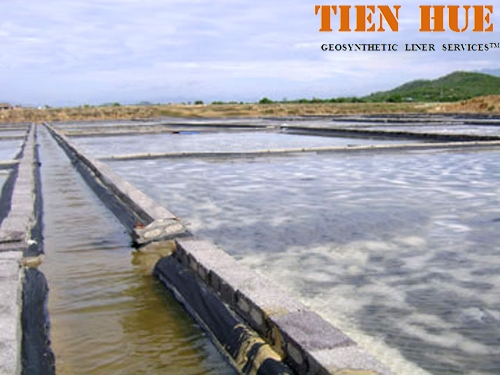 TIEN HUE
GEOSYNTHETIC LINER SERVICES™